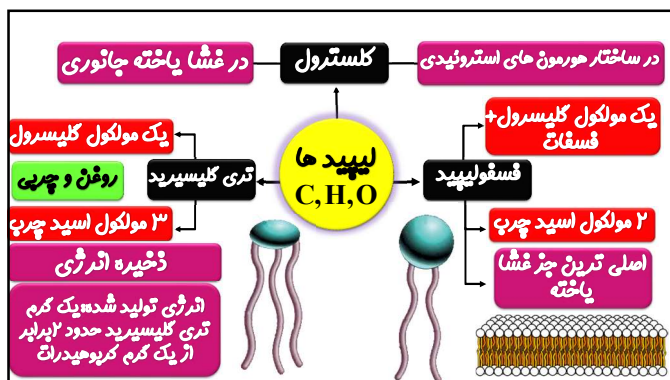 در غشا یاخته جانوری
کلسترول
در ساختار هورمون های استروئیدی
لیپید ها
C,H,O
فسفولیپید
یک مولکول گلیسرول+
فسفات
۲ مولکول اسید چرب
اصلی ترین جز غشا
یاخته
تری گلیسیرید
یک مولکول گلیسرول
روغن و چربی
۳ مولکول اسید چرب
ذخیره انرژی
انرژی تولید شده:یک گرم
تری گلیسیرید حدود ۲برابر
از یک گرم کربوهیدرات